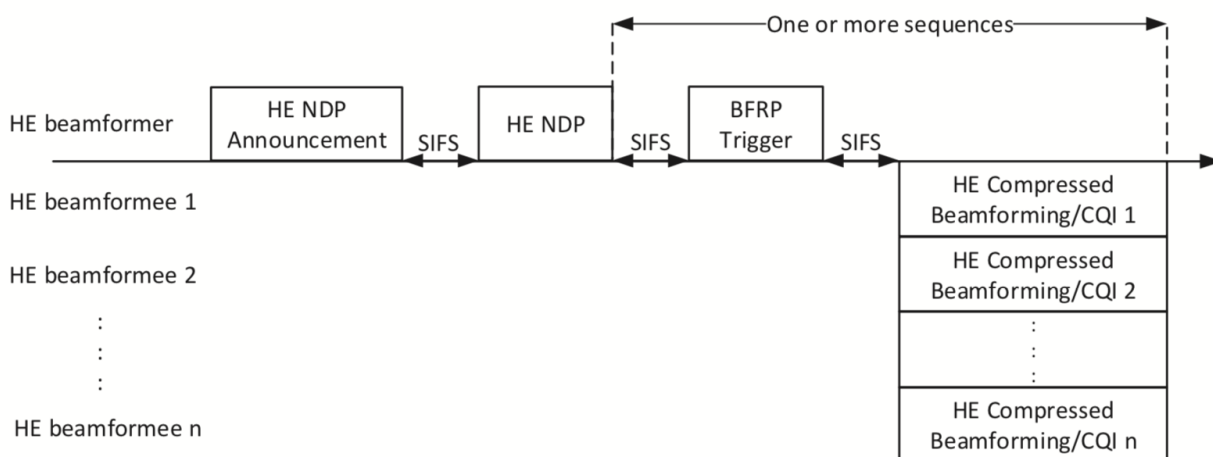 One or more sequences
HE beamformer
HE NDP
Announcement
SIFS
HE NDP
SIFS
BFRP
Trigger
SIFS
HE beamformee 1
HE Compressed
Beamforming/CQI 1
HE beamformee 2
HE Compressed
Beamforming/CQI 2
:
:
:
:
:
:
HE beamformee n
HE Compressed
Beamforming/CQI n